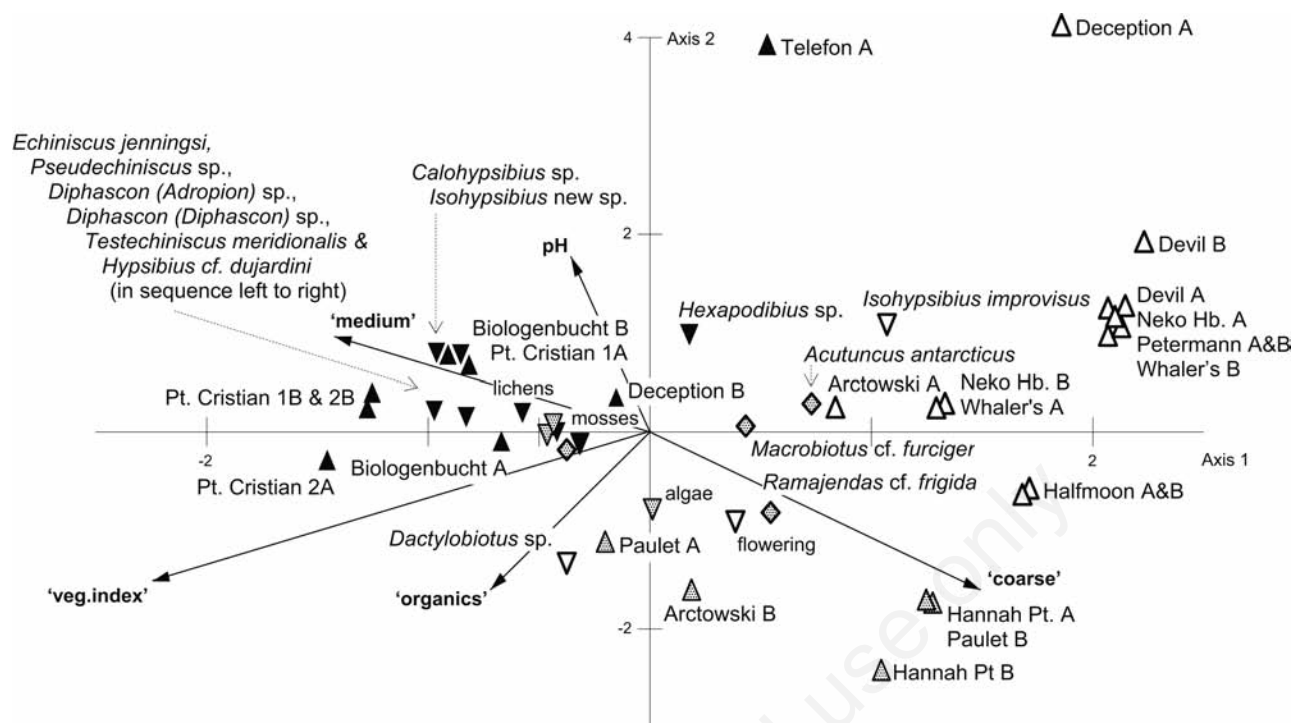 4
Axis 2
Telefon A
Deception A
Echiniscus jenningsi,
Pseudechiniscus sp.,
Diphascon (Adropion) sp.,
Diphascon (Diphascon) sp.,
Testechiniscus meridionalis &
Hypsibius cf. dujardini
(in sequence left to right)
Calohypsibius sp.
Isohypsibius new sp.
2
pH
Devil B
Hexapodibius sp.
Isohypsibius improvisus
Devil A
Neko Hb. A
Petermann A&B
Whaler's B
'medium'
Biologenbucht B
Pt. Cristian 1A
Acutuncus antarcticus
Arctowski A
Neko Hb. B
Whaler's A
Pt. Cristian 1B & 2B
lichens
Deception B
mosses
-2
Pt. Cristian 2A
Biologenbucht A
Macrobiotus cf. furciger
2
Axis 1
Ramajendas cf. frigida
Halfmoon A&B
algae
Dactylobiotus sp.
Paulet A
flowering
'veg.index'
'organics'
'coarse'
Arctowski B
Hannah Pt. A
Paulet B
-2
Hannah Pt B
use only